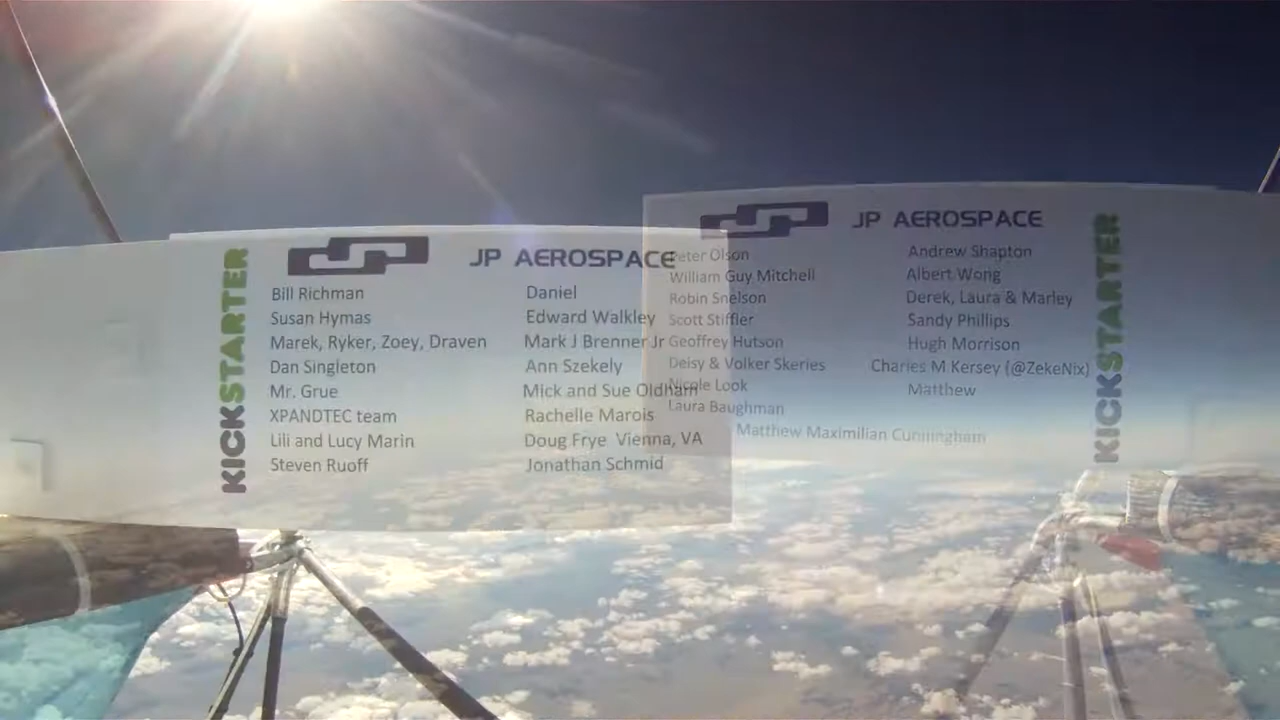 KICKSTARTER
JP AEROSPACE
Bill Richman
Susan Hymas
Marek, Ryker, Zoey, Draven
Dan Singleton
Mr. Grue
XPANDTEC team
Lili and Lucy Marin
Steven Ruoff
Daniel
Edward Walkley
Mark J Brenner Jr
Ann Szekely
Mick and Sue Oldham
Rachelle Marois
Doug Frye Vienna, VA
Jonathan Schmid
JP AEROSPACE
Peter Olson
William Guy Mitchell
Robin Snelson
Scott Stiffler
Geoffrey Hutson
Deisy & Volker Skeries
Nicole Look
Laura Baughman
Andrew Shapton
Albert Wong
Derek, Laura & Marley
Sandy Phillips
Hugh Morrison
Charles M Kersey (@ZekeNix)
Matthew
Matthew Maximilian Cunningham
KICKSTARTER